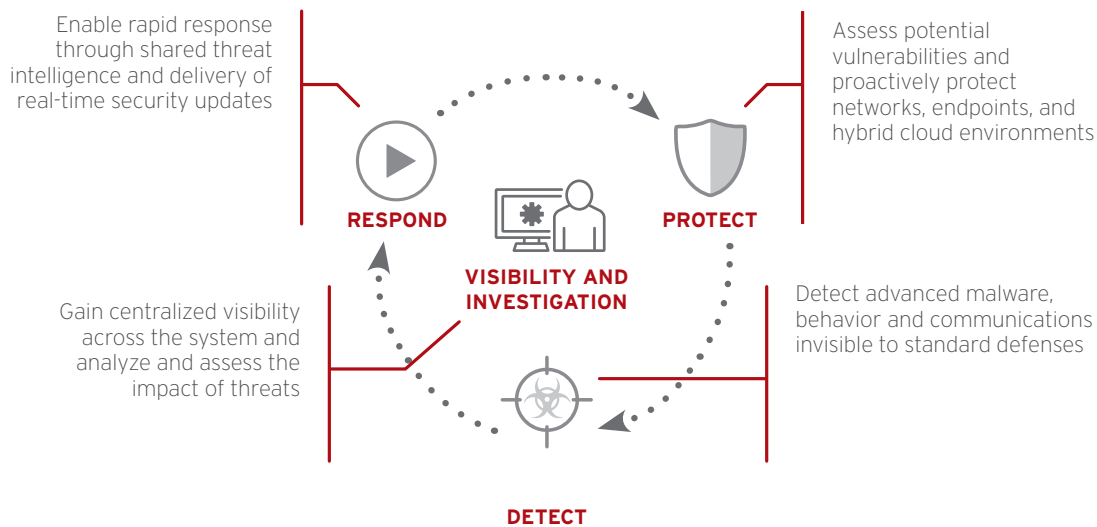 Enable rapid response
through shared threat
intelligence and delivery of
real-time security updates
Assess potential
vulnerabilities and
proactively protect
networks, endpoints, and
hybrid cloud environments
RESPOND
PROTECT
VISIBILITY AND
INVESTIGATION
Gain centralized visibility
across the system and
analyze and assess the
impact of threats
Detect advanced malware,
behavior and communications
invisible to standard defenses
DETECT